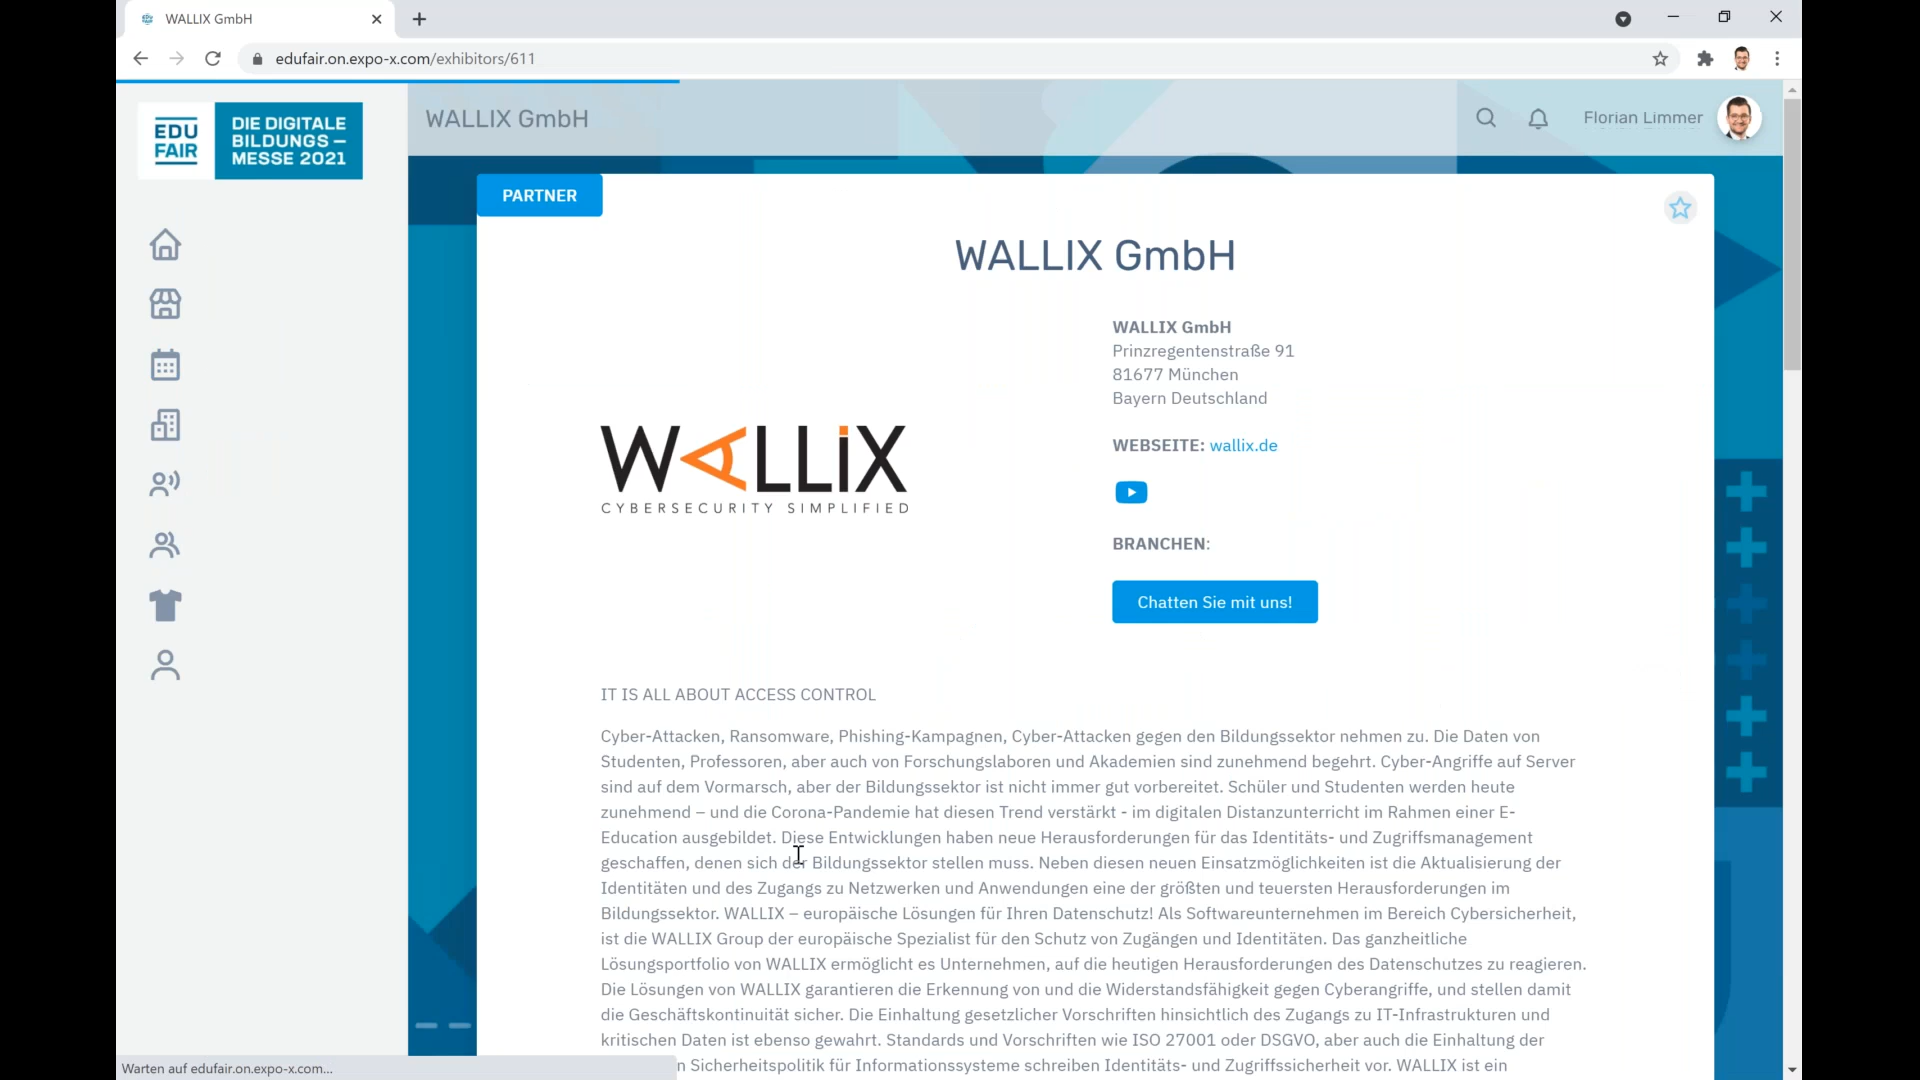 WALLIX GmbH
edufair.on.expo-x.com/exhibitors/611
EDU
FAIR
DIE DIGITALE
BILDUNGS –
MESSE 2021
WALLIX GmbH
Florian Limmer
PARTNER
WALLIX GmbH
WALLIX
CYBERSECURITY SIMPLIFIED
WALLIX GmbH
Prinzregentenstraße 91
81677 München
Bayern Deutschland
WEBSEITE: wallix.de
BRANCHEN:
Chatten Sie mit uns!
IT IS ALL ABOUT ACCESS CONTROL
Cyber-Attacken, Ransomware, Phishing-Kampagnen, Cyber-Attacken gegen den Bildungssektor nehmen zu. Die Daten von
Studenten, Professoren, aber auch von Forschungslaboren und Akademien sind zunehmend begehrt. Cyber-Angriffe auf Server
sind auf dem Vormarsch, aber der Bildungssektor ist nicht immer gut vorbereitet. Schüler und Studenten werden heute
zunehmend – und die Corona-Pandemie hat diesen Trend verstärkt - im digitalen Distanzunterricht im Rahmen einer E-
Education ausgebildet. Diese Entwicklungen haben neue Herausforderungen für das Identitäts- und Zugriffsmanagement
geschaffen, denen sich der Bildungssektor stellen muss. Neben diesen neuen Einsatzmöglichkeiten ist die Aktualisierung der
Identitäten und des Zugangs zu Netzwerken und Anwendungen eine der größten und teuersten Herausforderungen im
Bildungssektor. WALLIX – europäische Lösungen für Ihren Datenschutz! Als Softwareunternehmen im Bereich Cybersicherheit,
ist die WALLIX Group der europäische Spezialist für den Schutz von Zugängen und Identitäten. Das ganzheitliche
Lösungsportfolio von WALLIX ermöglicht es Unternehmen, auf die heutigen Herausforderungen des Datenschutzes zu reagieren.
Die Lösungen von WALLIX garantieren die Erkennung von und die Widerstandsfähigkeit gegen Cyberangriffe, und stellen damit
die Geschäftskontinuität sicher. Die Einhaltung gesetzlicher Vorschriften hinsichtlich des Zugangs zu IT-Infrastrukturen und
kritischen Daten ist ebenso gewahrt. Standards und Vorschriften wie ISO 27001 oder DSGVO, aber auch die Einhaltung der
n Sicherheitspolitik für Informationssysteme schreiben Identitäts- und Zugriffssicherheit vor. WALLIX ist ein
Warten auf edufair.on.expo-x.com...